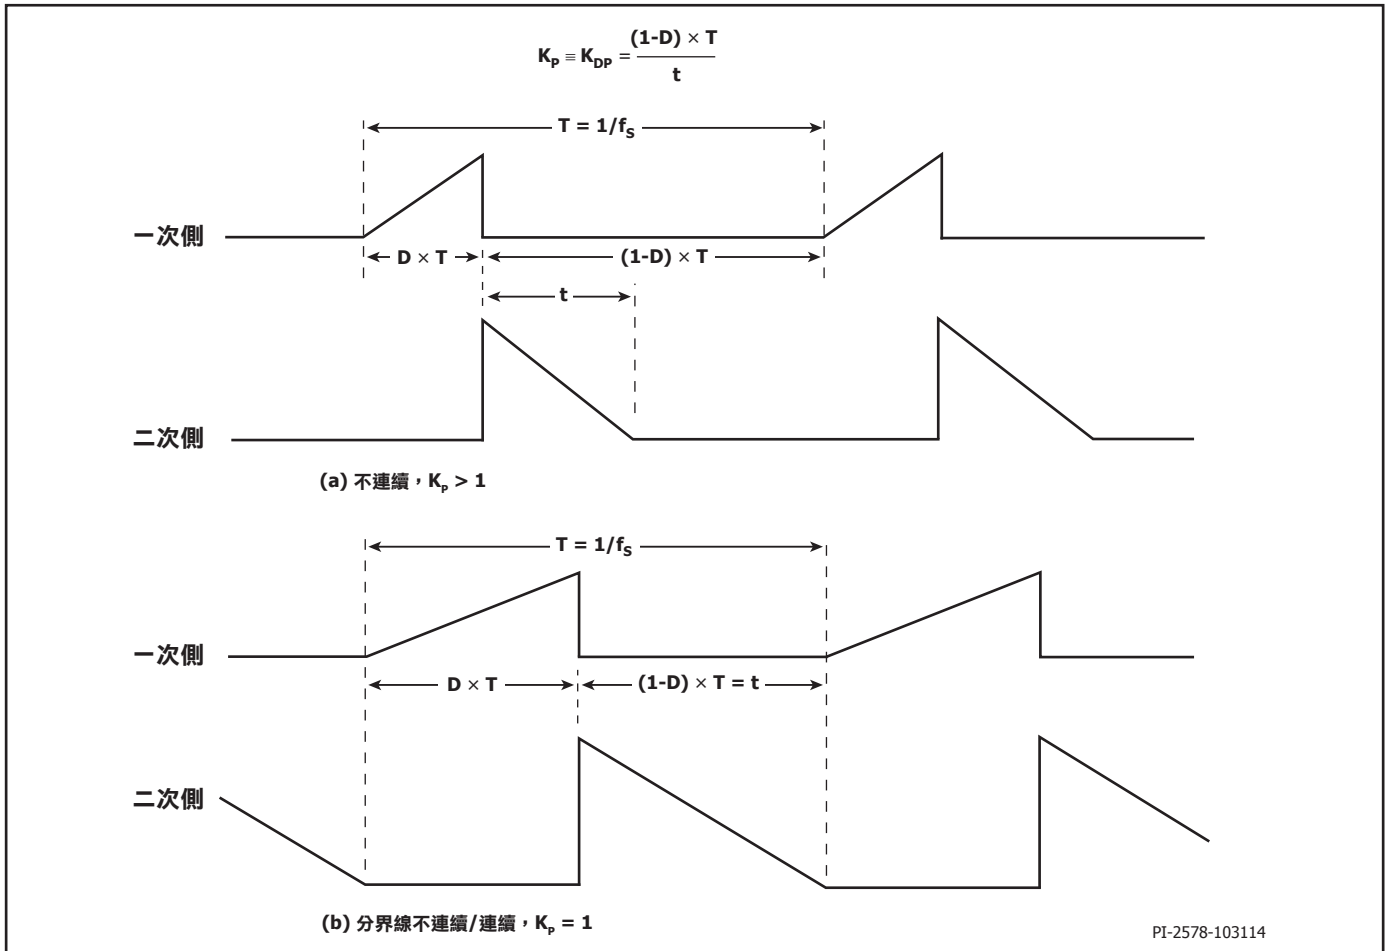 (1-D) × T
K_P ≡ K_DP =
t
T = 1/f_S
一次側
D × T
(1-D) × T
t
二次側
(a) 不連續，K_P > 1
T = 1/f_S
一次側
D × T
(1-D) × T = t
二次側
(b) 分界線不連續/連續，K_P = 1
PI-2578-103114